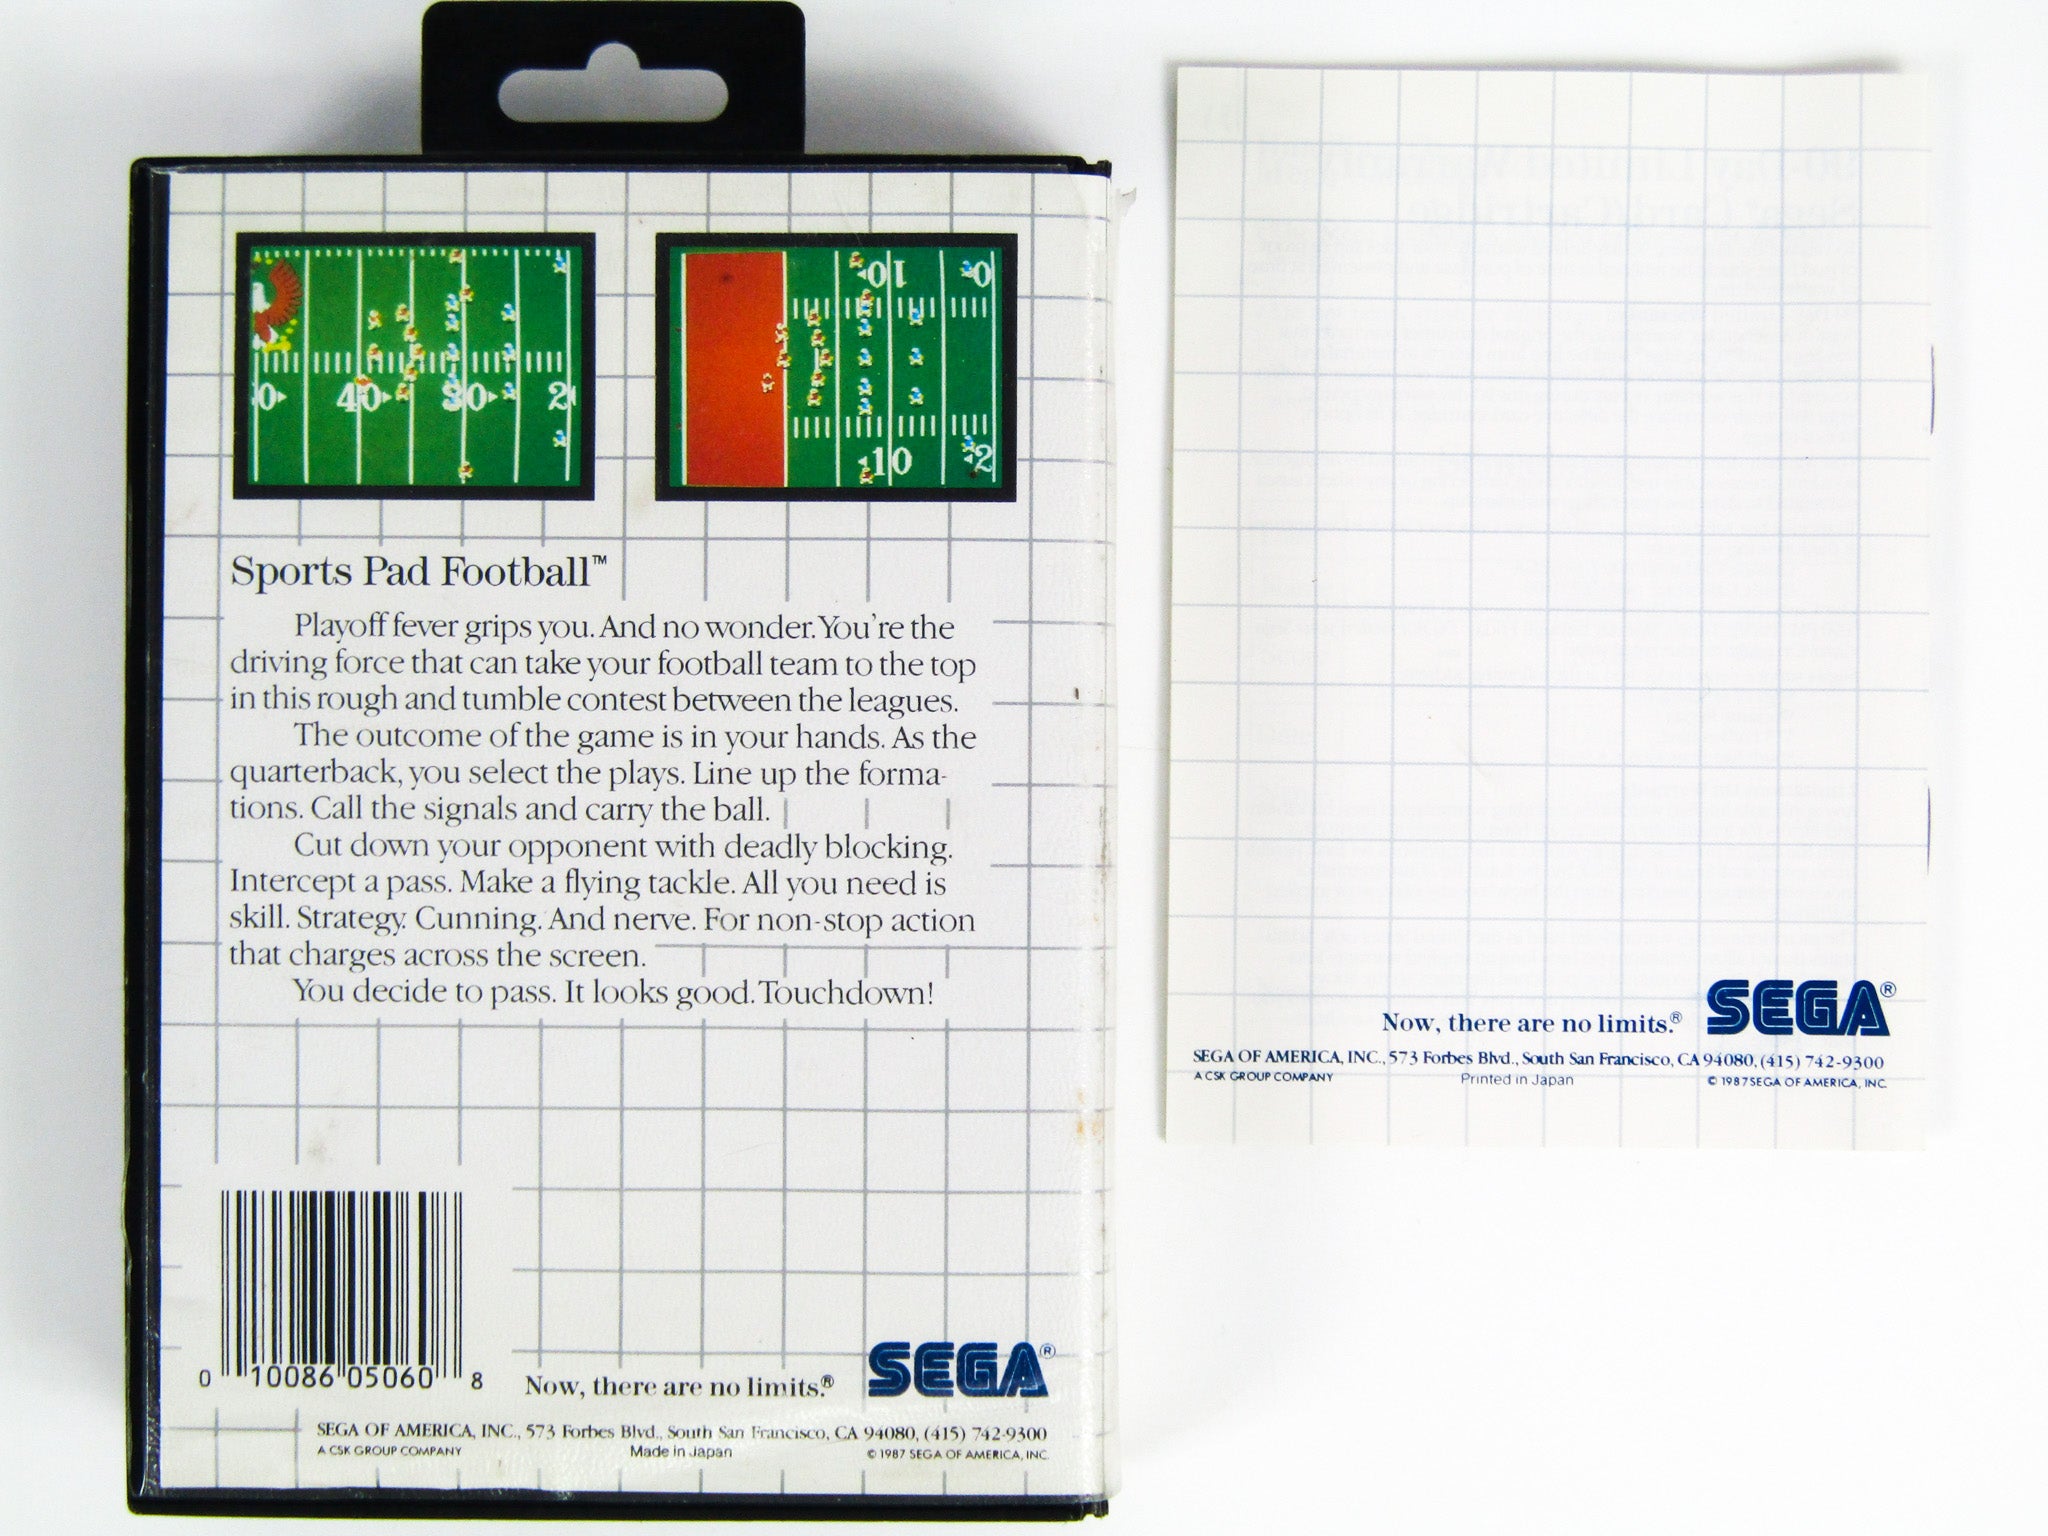 0 40 30 20
10 0
10 2
Sports Pad Football™
Playoff fever grips you. And no wonder. You're the
driving force that can take your football team to the top
in this rough and tumble contest between the leagues.
The outcome of the game is in your hands. As the
quarterback, you select the plays. Line up the forma-
tions. Call the signals and carry the ball.
Cut down your opponent with deadly blocking.
Intercept a pass. Make a flying tackle. All you need is
skill. Strategy. Cunning. And nerve. For non-stop action
that charges across the screen.
You decide to pass. It looks good. Touchdown!
0 10086 05060 8
Now, there are no limits.®
SEGA®
SEGA OF AMERICA, INC., 573 Forbes Blvd., South San Francisco, CA 94080, (415) 742-9300
A CSK GROUP COMPANY Made in Japan © 1987 SEGA OF AMERICA, INC.
Now, there are no limits.®
SEGA®
SEGA OF AMERICA, INC., 573 Forbes Blvd., South San Francisco, CA 94080, (415) 742-9300
A CSK GROUP COMPANY Printed in Japan © 1987 SEGA OF AMERICA, INC.